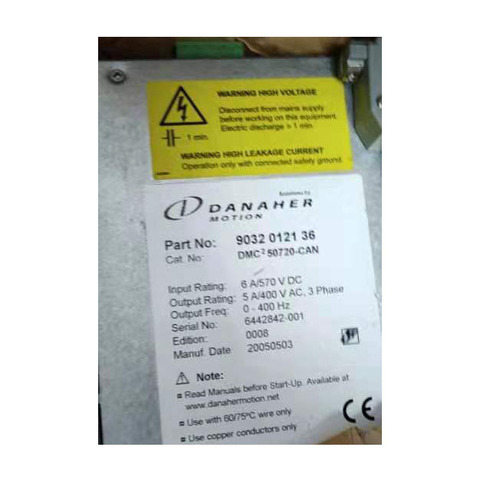 WARNING HIGH VOLTAGE
Disconnect from mains supply
before working on this equipment.
Electric discharge > 1 min.
1 min.
WARNING HIGH LEAKAGE CURRENT
Operation only with connected safety ground.
Solutions by
DANAHER
MOTION
Part No: 9032 0121 36
Cat. No: DMC² 50720-CAN
Input Rating: 6 A/570 V DC
Output Rating: 5 A/400 V AC, 3 Phase
Output Freq: 0 - 400 Hz
Serial No: 6442842-001
Edition: 0008
Manuf. Date 20050503
Note:
Read Manuals before Start-Up. Available at
www.danahermotion.net
Use with 60/75°C wire only
Use copper conductors only
CE